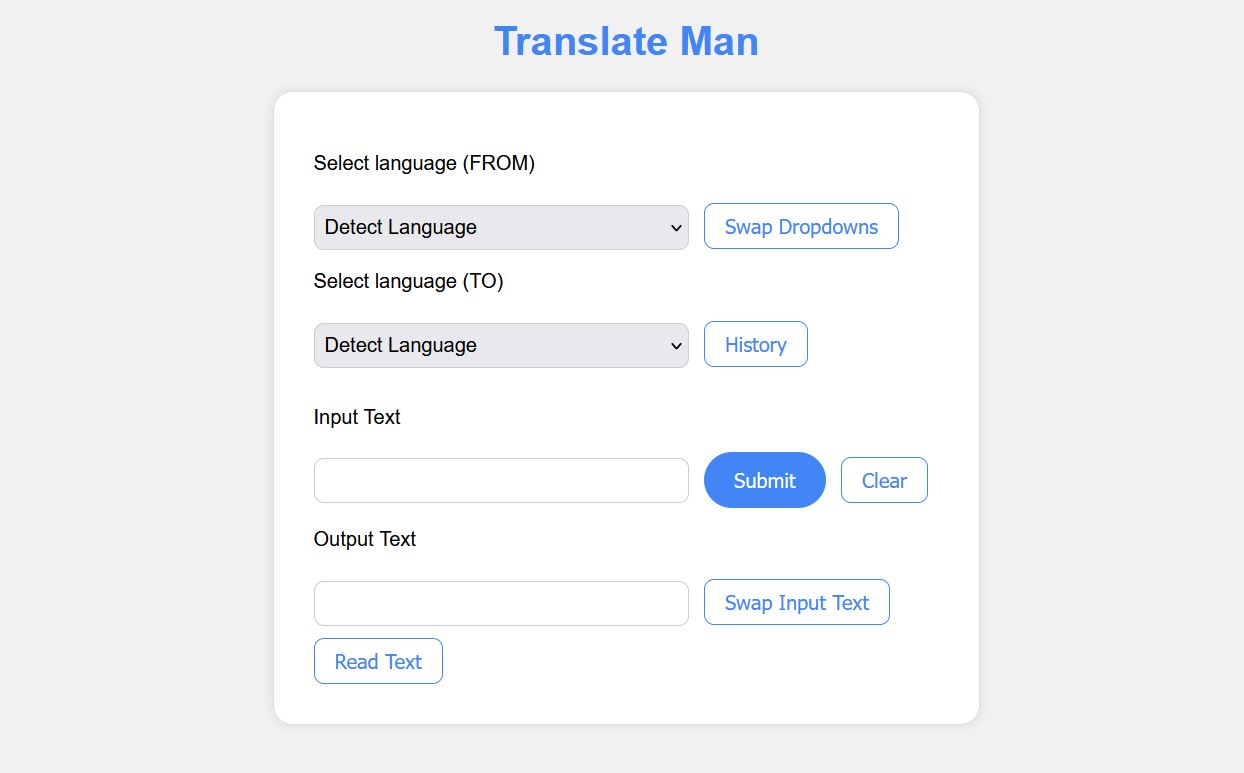 Translate Man
Select language (FROM)
Detect Language
Swap Dropdowns
Select language (TO)
Detect Language
History
Input Text
Submit
Clear
Output Text
Swap Input Text
Read Text